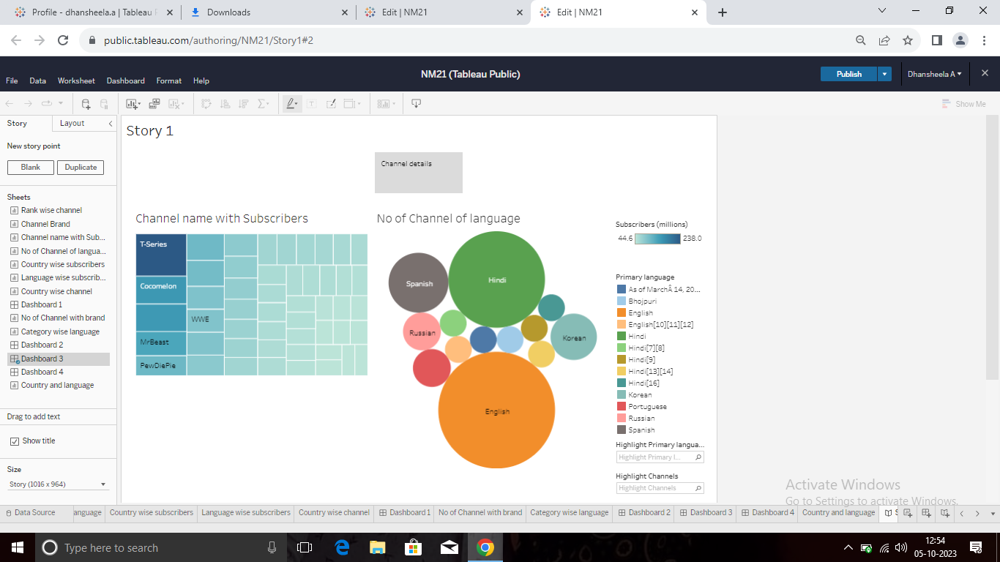 Profile - dhansheela.a | Tableau P
Downloads
Edit | NM21
Edit | NM21
public.tableau.com/authoring/NM21/Story1#2
File Data Worksheet Dashboard Format Help
NM21 (Tableau Public)
Publish
Dhansheela A
Show Me
Story
Layout
New story point
Blank
Duplicate
Sheets
Rank wise channel
Channel Brand
Channel name with Sub...
No of Channel of langua...
Country wise subscribers
Language wise subscrib...
Country wise channel
Dashboard 1
No of Channel with brand
Category wise language
Dashboard 2
Dashboard 3
Dashboard 4
Country and language
Drag to add text
Show title
Size
Story (1016 x 964)
Story 1
Channel details
Channel name with Subscribers
T-Series
Cocomelon
MrBeast
PewDiePie
WWE
No of Channel of language
Spanish
Hindi
Russian
Korean
English
Subscribers (millions)
44.6 238.0
Primary language
As of MarchÂ 14, 20...
Bhojpuri
English
English[10][11][12]
Hindi
Hindi[7][8]
Hindi[9]
Hindi[13][14]
Hindi[16]
Korean
Portuguese
Russian
Spanish
Highlight Primary langua...
Highlight Primary l...
Highlight Channels
Highlight Channels
Activate Windows
Go to Settings to activate Windows.
Data Source
anguage
Country wise subscribers
Language wise subscribers
Country wise channel
Dashboard 1
No of Channel with brand
Category wise language
Dashboard 2
Dashboard 3
Dashboard 4
Country and language
S
Type here to search
12:54
05-10-2023